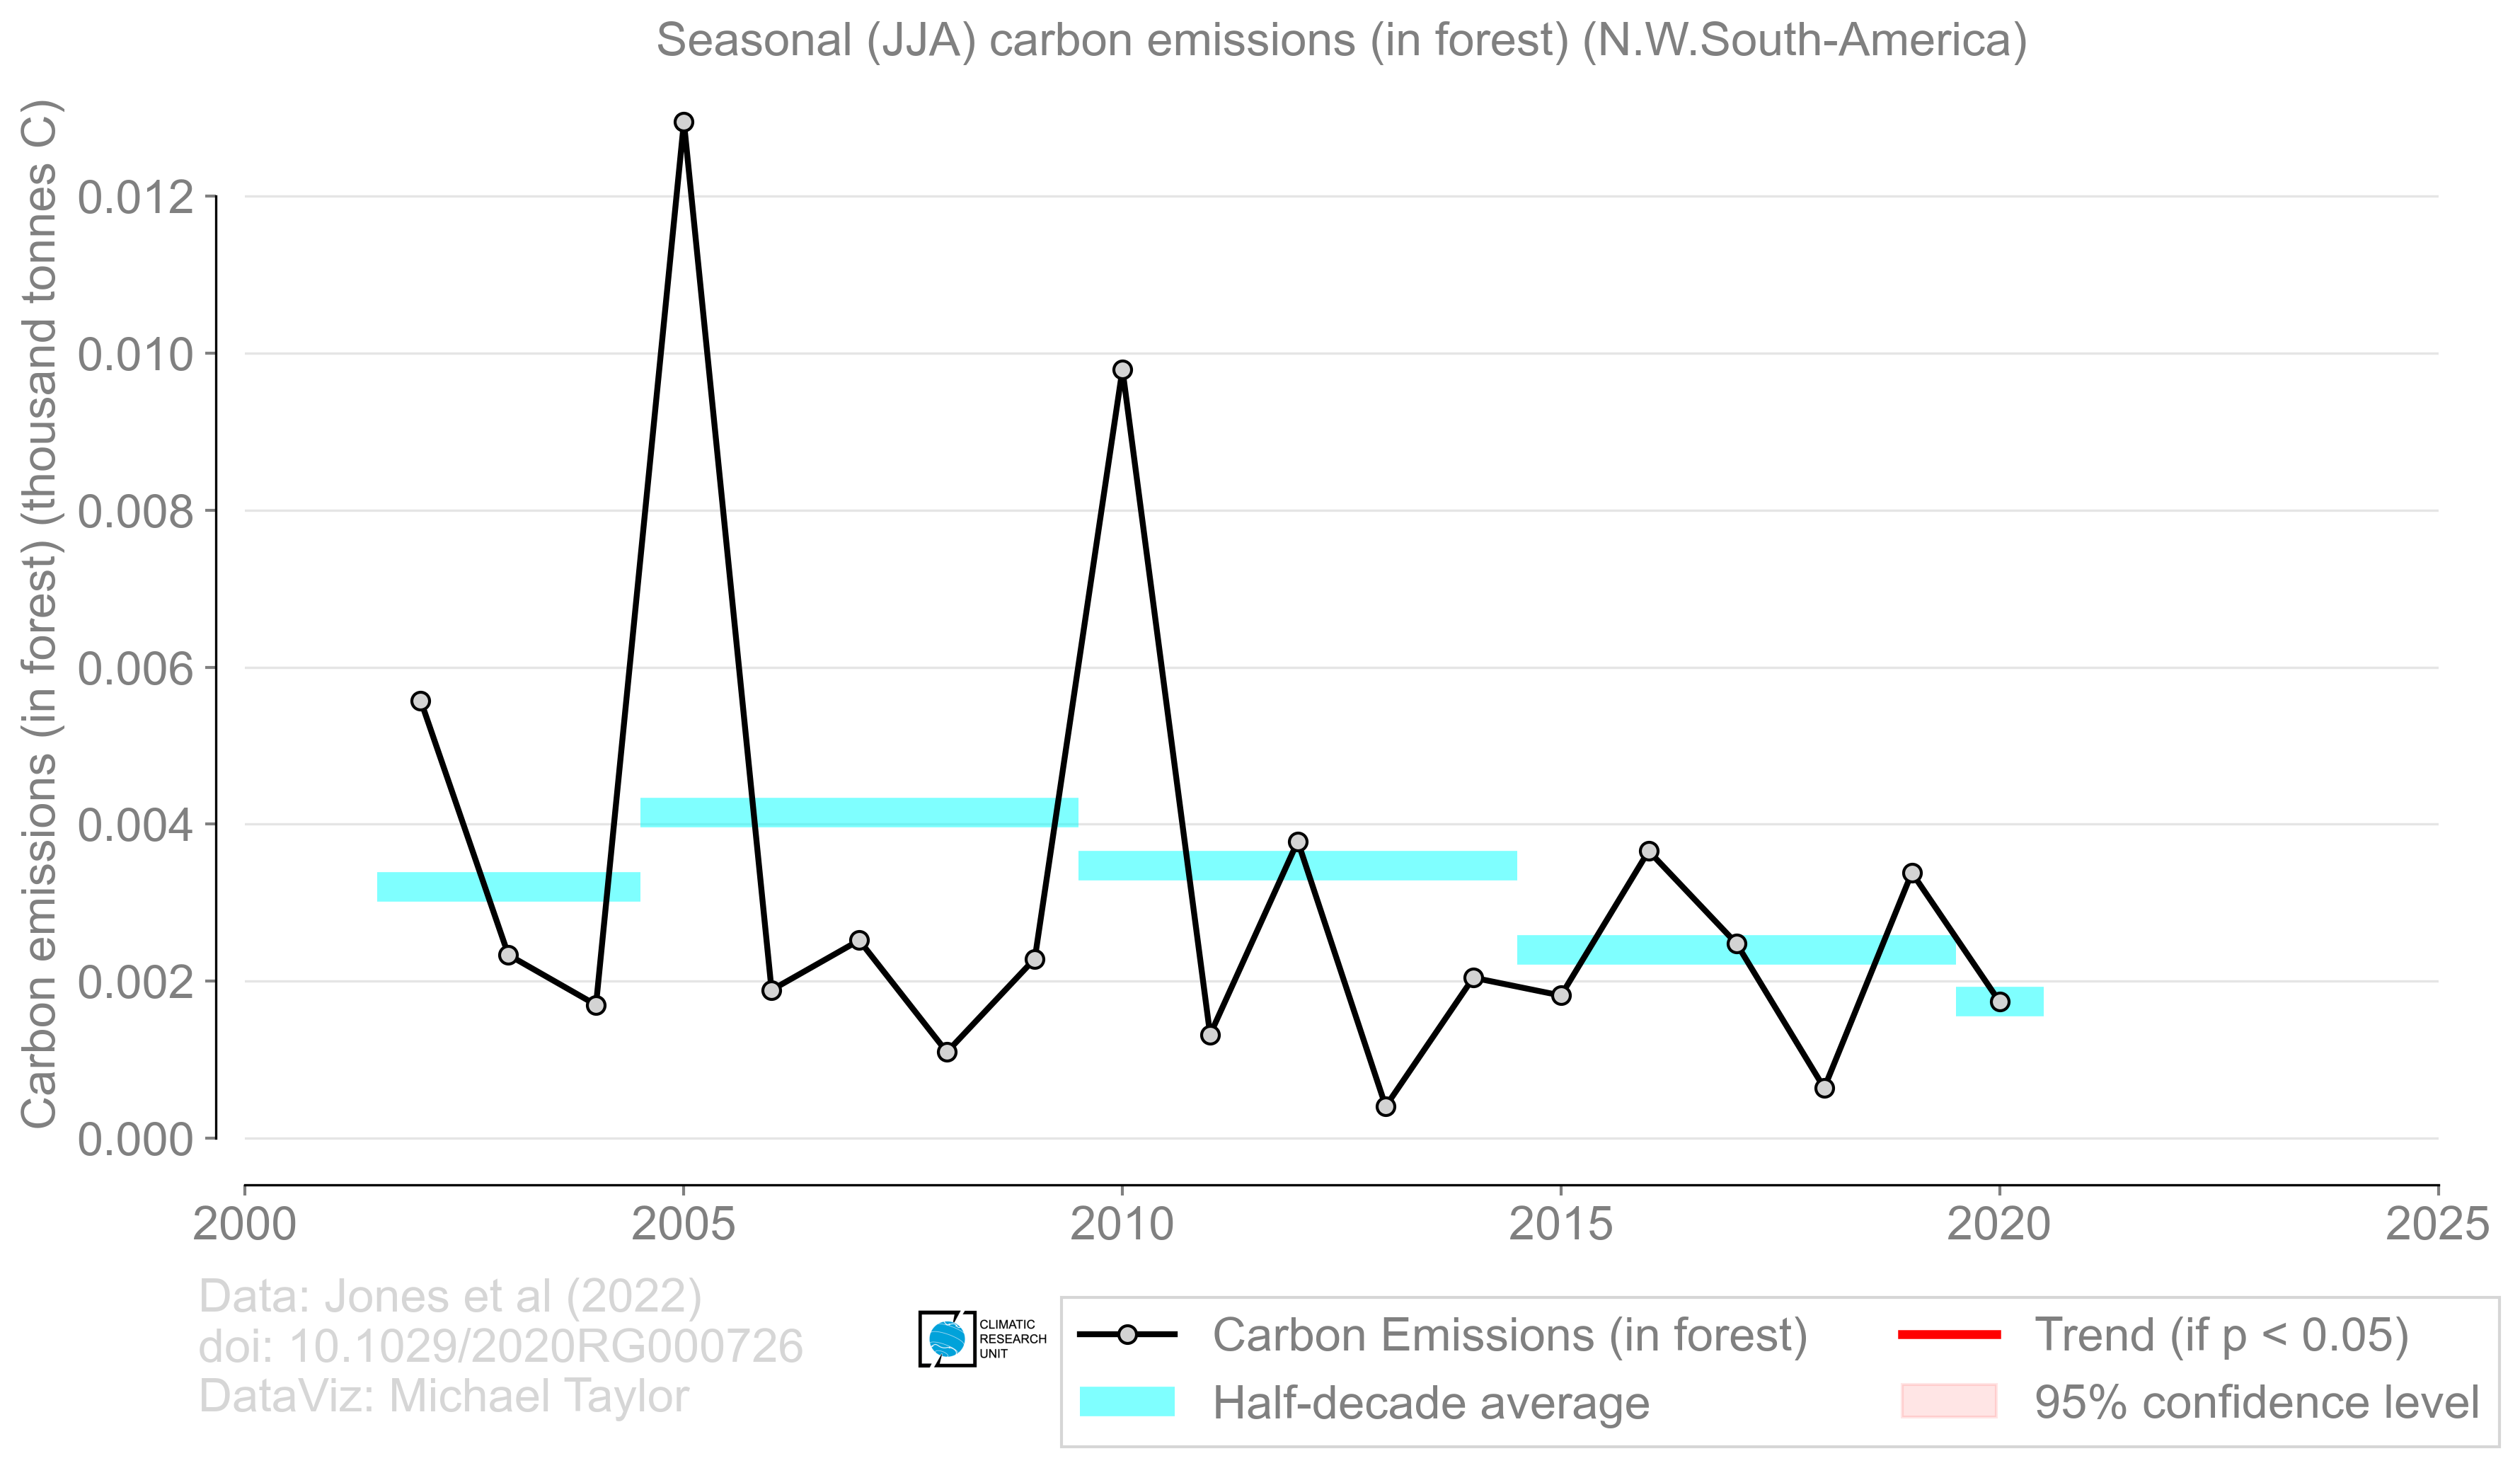 Seasonal (JJA) carbon emissions (in forest) (N.W.South-America)
Carbon emissions (in forest) (thousand tonnes C)
0.012
0.010
0.008
0.006
0.004
0.002
0.000
2000
2005
2010
2015
2020
2025
Data: Jones et al (2022)
doi: 10.1029/2020RG000726
DataViz: Michael Taylor
CLIMATIC
RESEARCH
UNIT
Carbon Emissions (in forest)
Half-decade average
Trend (if p < 0.05)
95% confidence level